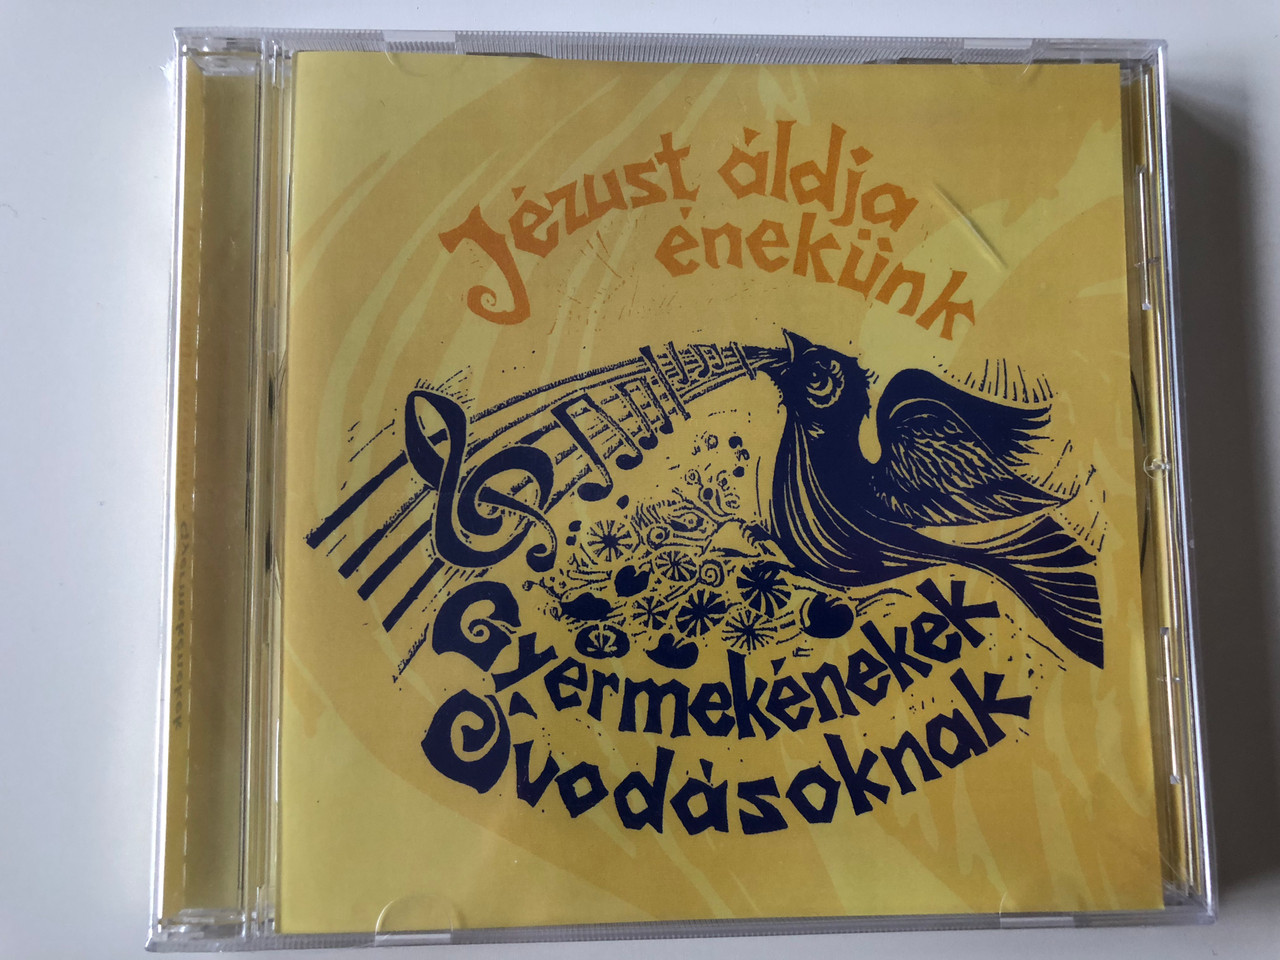 Jézust áldja
énekünk
Gyermekénekek
Óvodásoknak